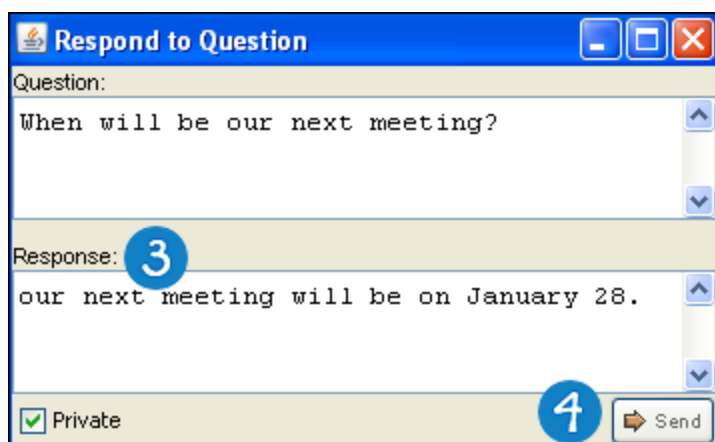 Respond to Question
Question:
When will be our next meeting?
Response: 3
our next meeting will be on January 28.
Private 4 Send